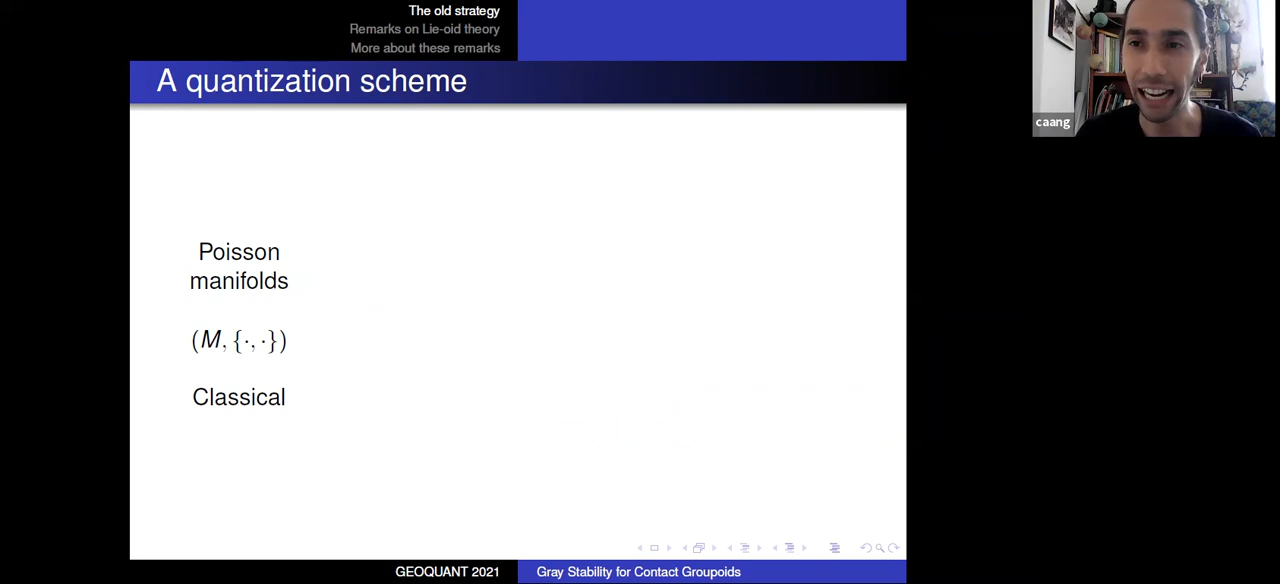 The old strategy
Remarks on Lie-oid theory
More about these remarks
A quantization scheme
caang
Poisson
manifolds
(M, {·, ·})
Classical
GEOQUANT 2021
Gray Stability for Contact Groupoids